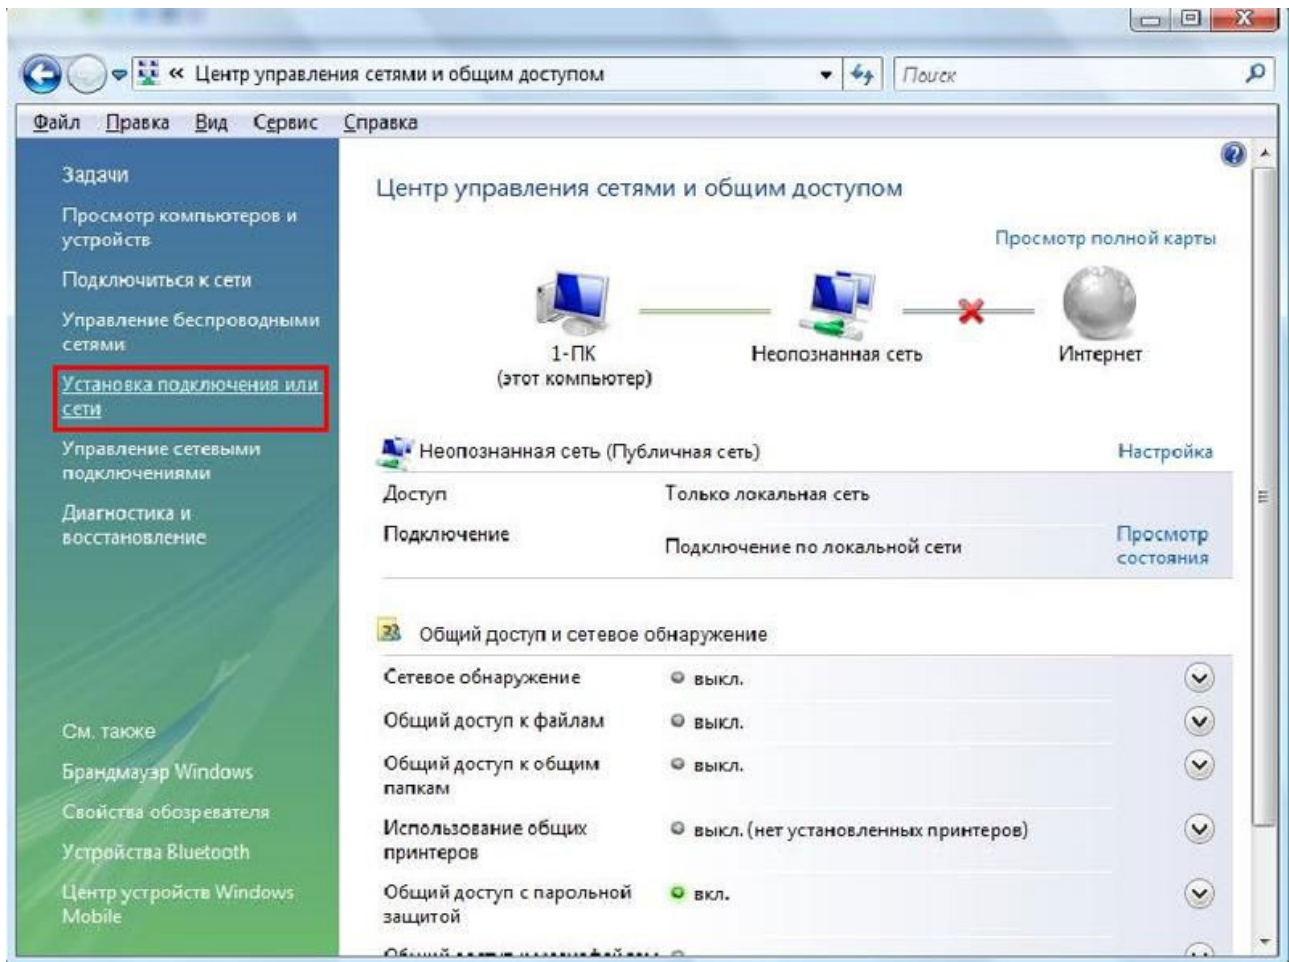 « Центр управления сетями и общим доступом
Поиск
Файл Правка Вид Сервис Справка
Задачи
Просмотр компьютеров и
устройств
Подключиться к сети
Управление беспроводными
сетями
Установка подключения или
сети
Управление сетевыми
подключениями
Диагностика и
восстановление
См. также
Брандмауэр Windows
Свойства обозревателя
Устройства Bluetooth
Центр устройств Windows
Mobile
Центр управления сетями и общим доступом
Просмотр полной карты
1-ПК
(этот компьютер)
Неопознанная сеть
Интернет
Неопознанная сеть (Публичная сеть)
Настройка
Доступ
Только локальная сеть
Подключение
Подключение по локальной сети
Просмотр
состояния
Общий доступ и сетевое обнаружение
Сетевое обнаружение
выкл.
Общий доступ к файлам
выкл.
Общий доступ к общим
папкам
выкл.
Использование общих
принтеров
выкл. (нет установленных принтеров)
Общий доступ с парольной
защитой
вкл.